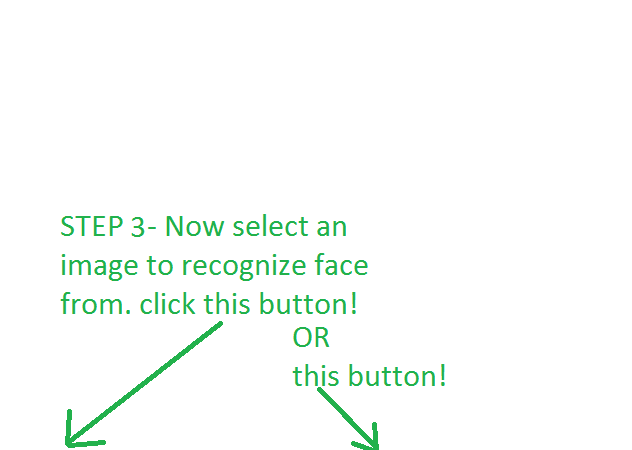 STEP 3- Now select an
image to recognize face
from. click this button!
OR
this button!